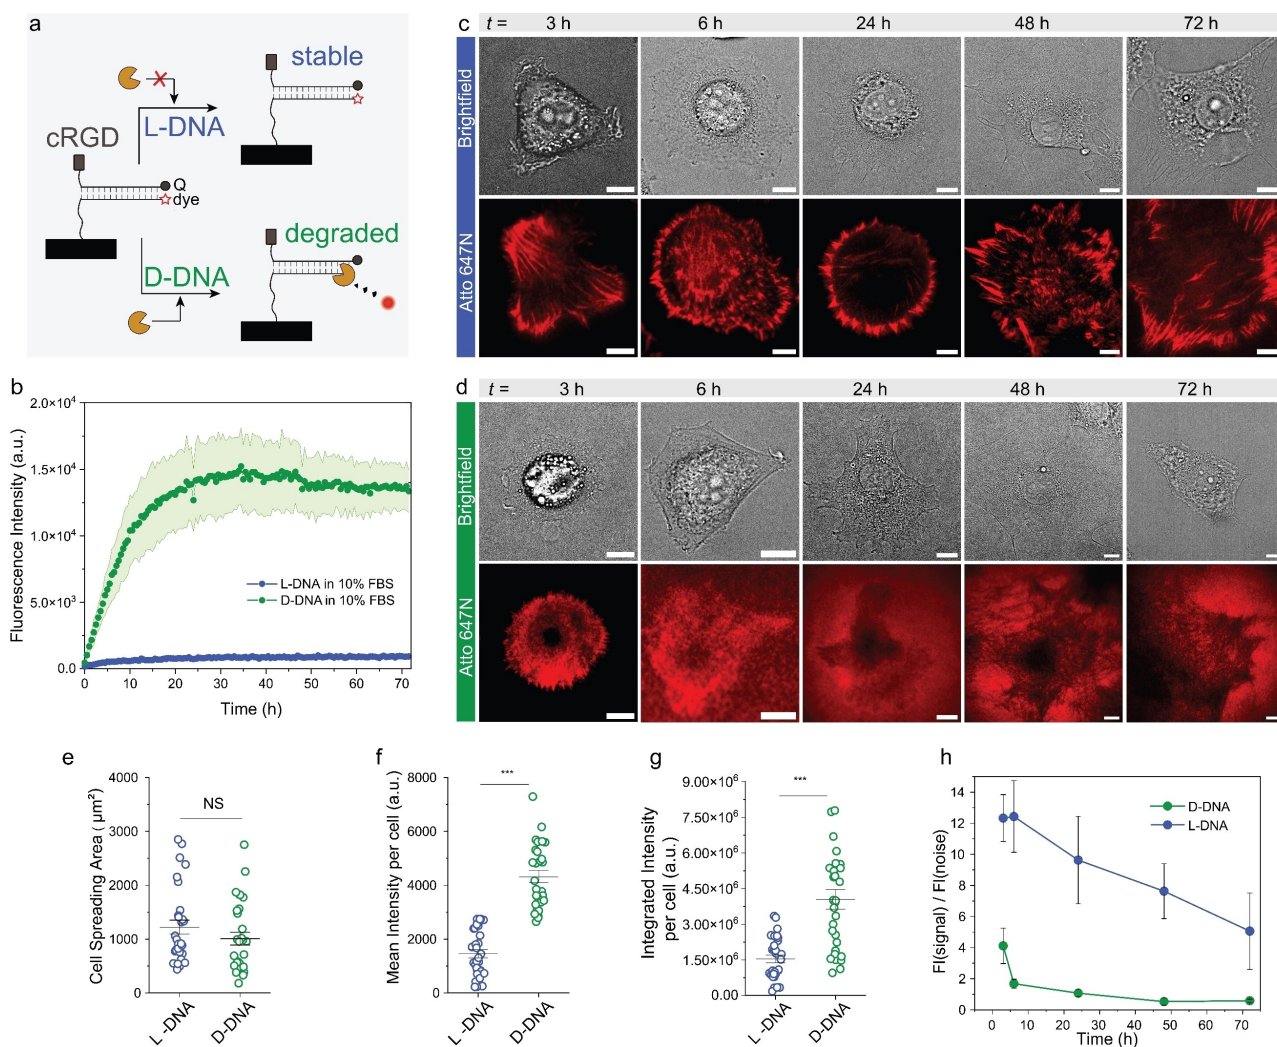 a
stable
L-DNA
cRGD
Q
dye
degraded
D-DNA
b
2.0×10⁴
1.5×10⁴
1.0×10⁴
5.0×10³
0.0
Fluorescence Intensity (a.u.)
L-DNA in 10% FBS
D-DNA in 10% FBS
0 10 20 30 40 50 60 70
Time (h)
c
t = 3 h 6 h 24 h 48 h 72 h
Brightfield
Atto 647N
d
t = 3 h 6 h 24 h 48 h 72 h
Brightfield
Atto 647N
e
4000
3000
2000
1000
0
Cell Spreading Area ( µm²)
NS
L -DNA
D-DNA
f
8000
6000
4000
2000
0
Mean Intensity per cell (a.u.)
***
L -DNA
D-DNA
g
9.00×10⁶
7.50×10⁶
6.00×10⁶
4.50×10⁶
3.00×10⁶
1.50×10⁶
0.00
Integrated Intensity
per cell (a.u.)
***
L -DNA
D-DNA
h
14
12
10
8
6
4
2
0
FI(signal) / FI(noise)
D-DNA
L-DNA
0 10 20 30 40 50 60 70
Time (h)